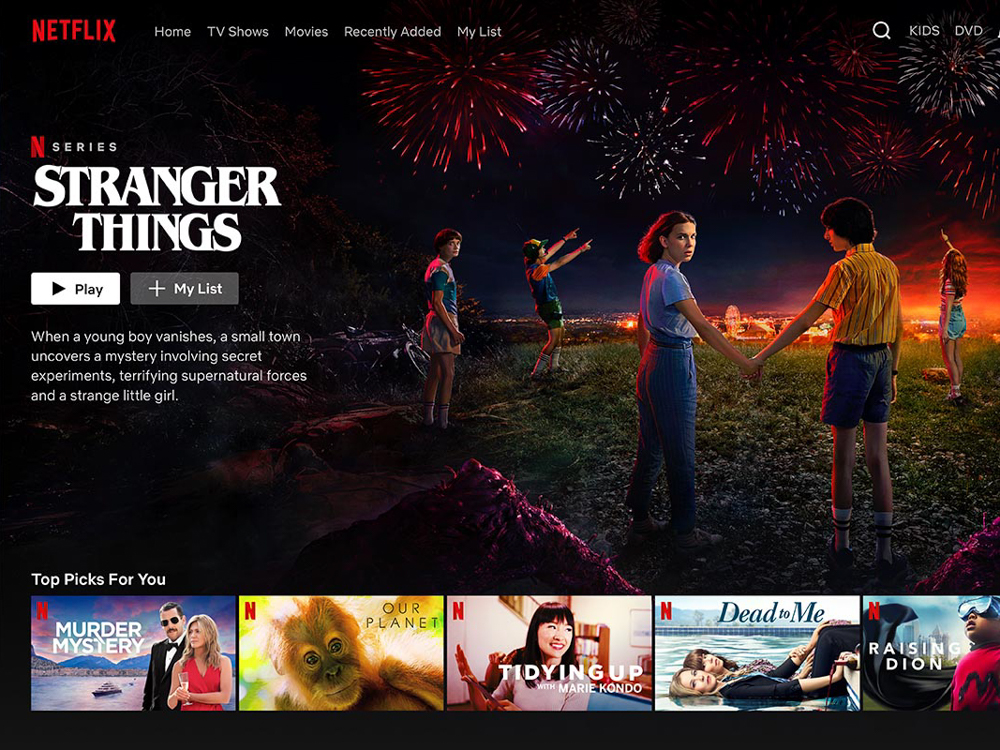 NETFLIX Home TV Shows Movies Recently Added My List KIDS DVD
N SERIES
STRANGER
THINGS
Play + My List
When a young boy vanishes, a small town
uncovers a mystery involving secret
experiments, terrifying supernatural forces
and a strange little girl.
Top Picks For You
N
MURDER
MYSTERY
N
OUR
PLANET
N
TIDYING UP
WITH MARIE KONDO
N
Dead to Me
N
RAISING
DION